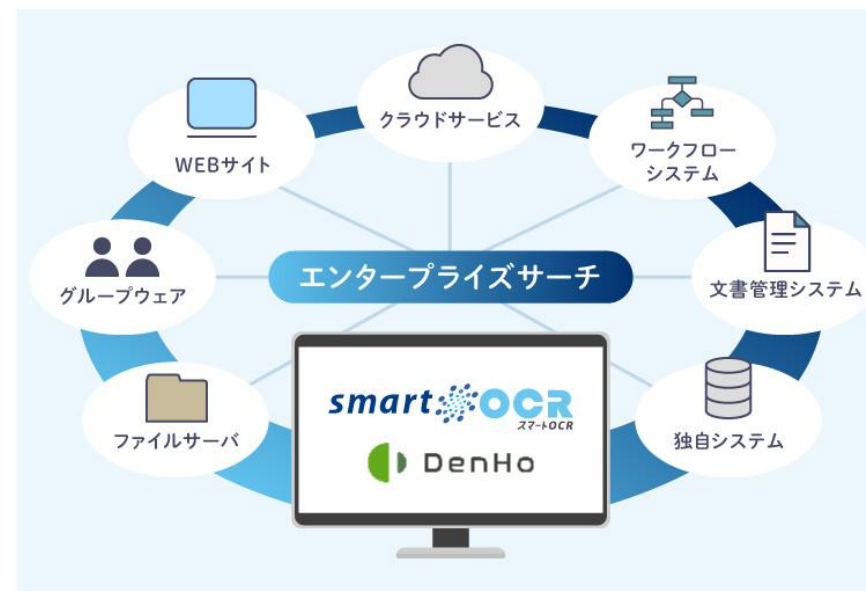 クラウドサービス
WEBサイト
ワークフロー
システム
グループウェア
エンタープライズサーチ
文書管理システム
ファイルサーバ
smart OCR
スマートOCR
DenHo
独自システム